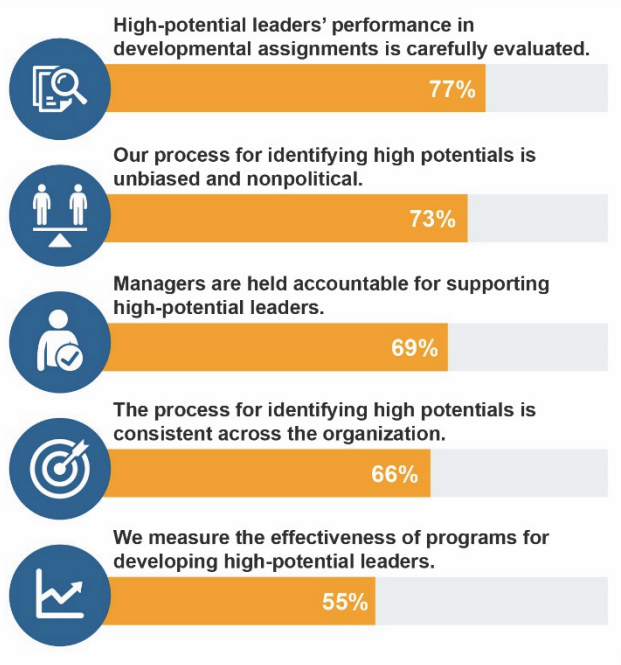 High-potential leaders’ performance in
developmental assignments is carefully evaluated.
77%
Our process for identifying high potentials is
unbiased and nonpolitical.
73%
Managers are held accountable for supporting
high-potential leaders.
69%
The process for identifying high potentials is
consistent across the organization.
66%
We measure the effectiveness of programs for
developing high-potential leaders.
55%